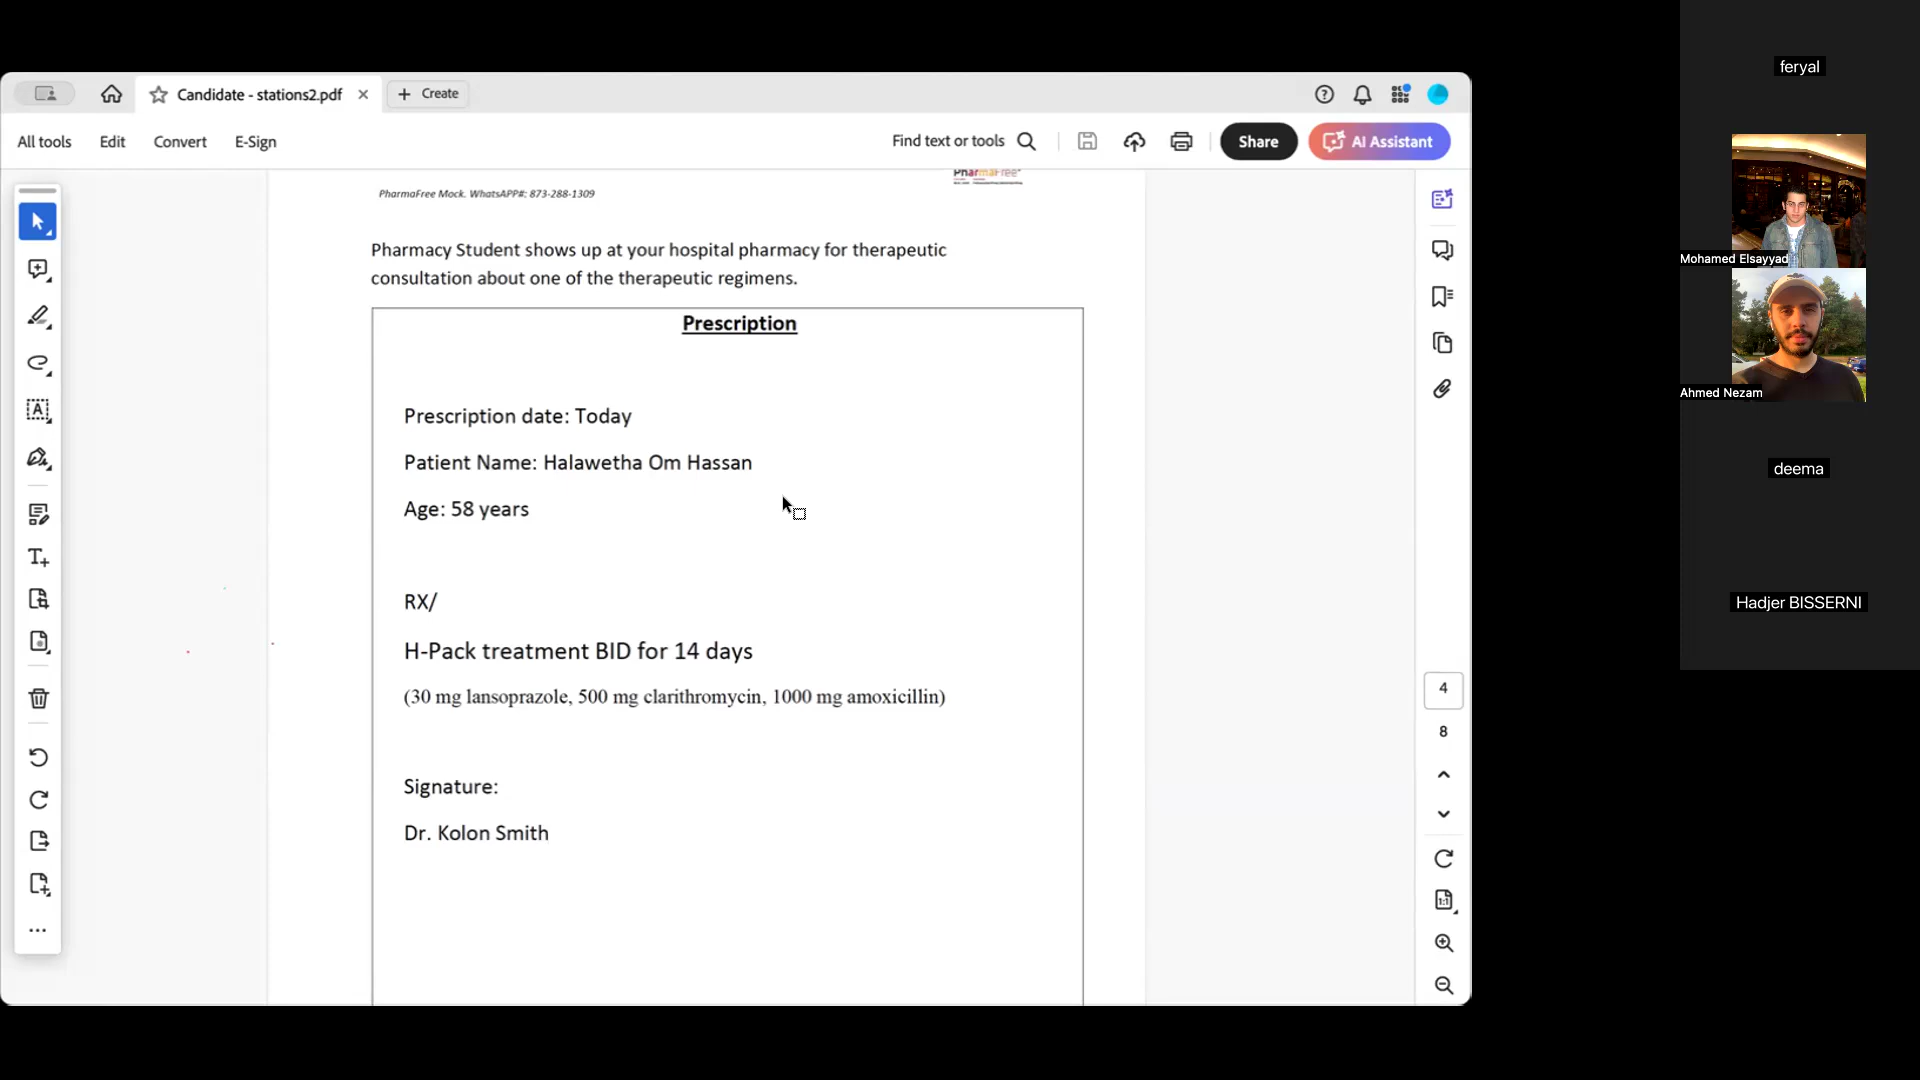 Candidate - stations2.pdf
Create
All tools
Edit
Convert
E-Sign
Find text or tools
Share
AI Assistant
PharmaFree Mock. WhatsAPP#: 873-288-1309
PharmaFree
Pharmacy Student shows up at your hospital pharmacy for therapeutic
consultation about one of the therapeutic regimens.
Prescription
Prescription date: Today
Patient Name: Halawetha Om Hassan
Age: 58 years
RX/
H-Pack treatment BID for 14 days
(30 mg lansoprazole, 500 mg clarithromycin, 1000 mg amoxicillin)
Signature:
Dr. Kolon Smith
4
8
1:1
feryal
Mohamed Elsayyad
Ahmed Nezam
deema
Hadjer BISSERNI